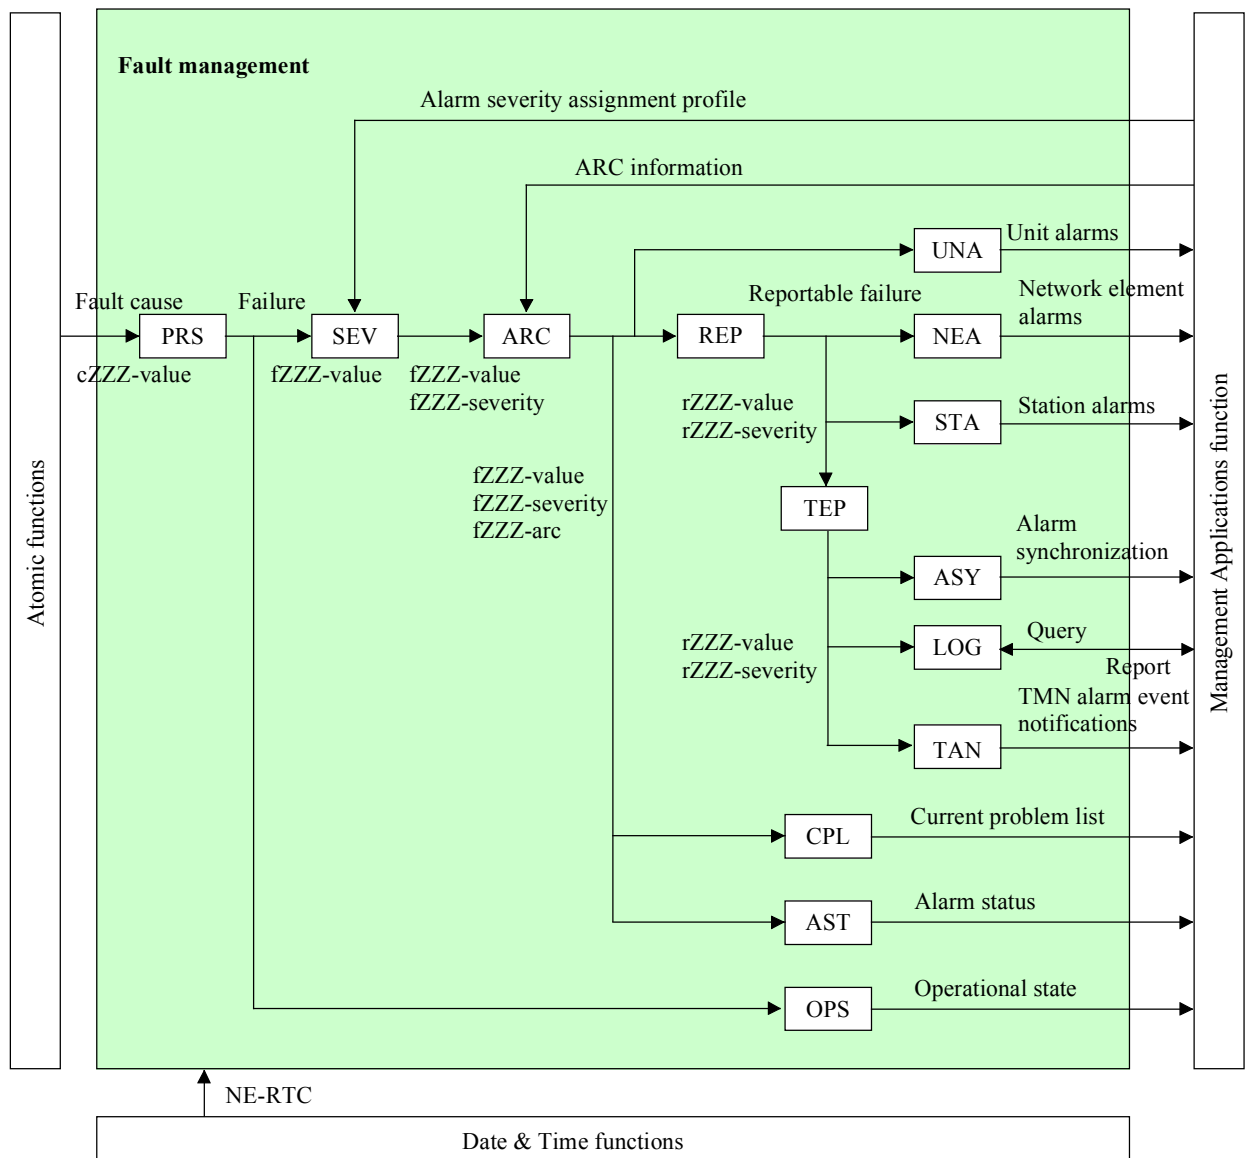 Fault management
Alarm severity assignment profile
ARC information
Unit alarms
UNA
Fault cause
Failure
Reportable failure
Network element
alarms
PRS
SEV
ARC
REP
NEA
cZZZ-value
fZZZ-value
fZZZ-value
fZZZ-severity
rZZZ-value
rZZZ-severity
STA
Station alarms
fZZZ-value
fZZZ-severity
fZZZ-arc
TEP
Alarm
synchronization
ASY
rZZZ-value
rZZZ-severity
LOG
Query
Report
TMN alarm event
notifications
TAN
CPL
Current problem list
AST
Alarm status
OPS
Operational state
Atomic functions
Management Applications function
NE-RTC
Date & Time functions